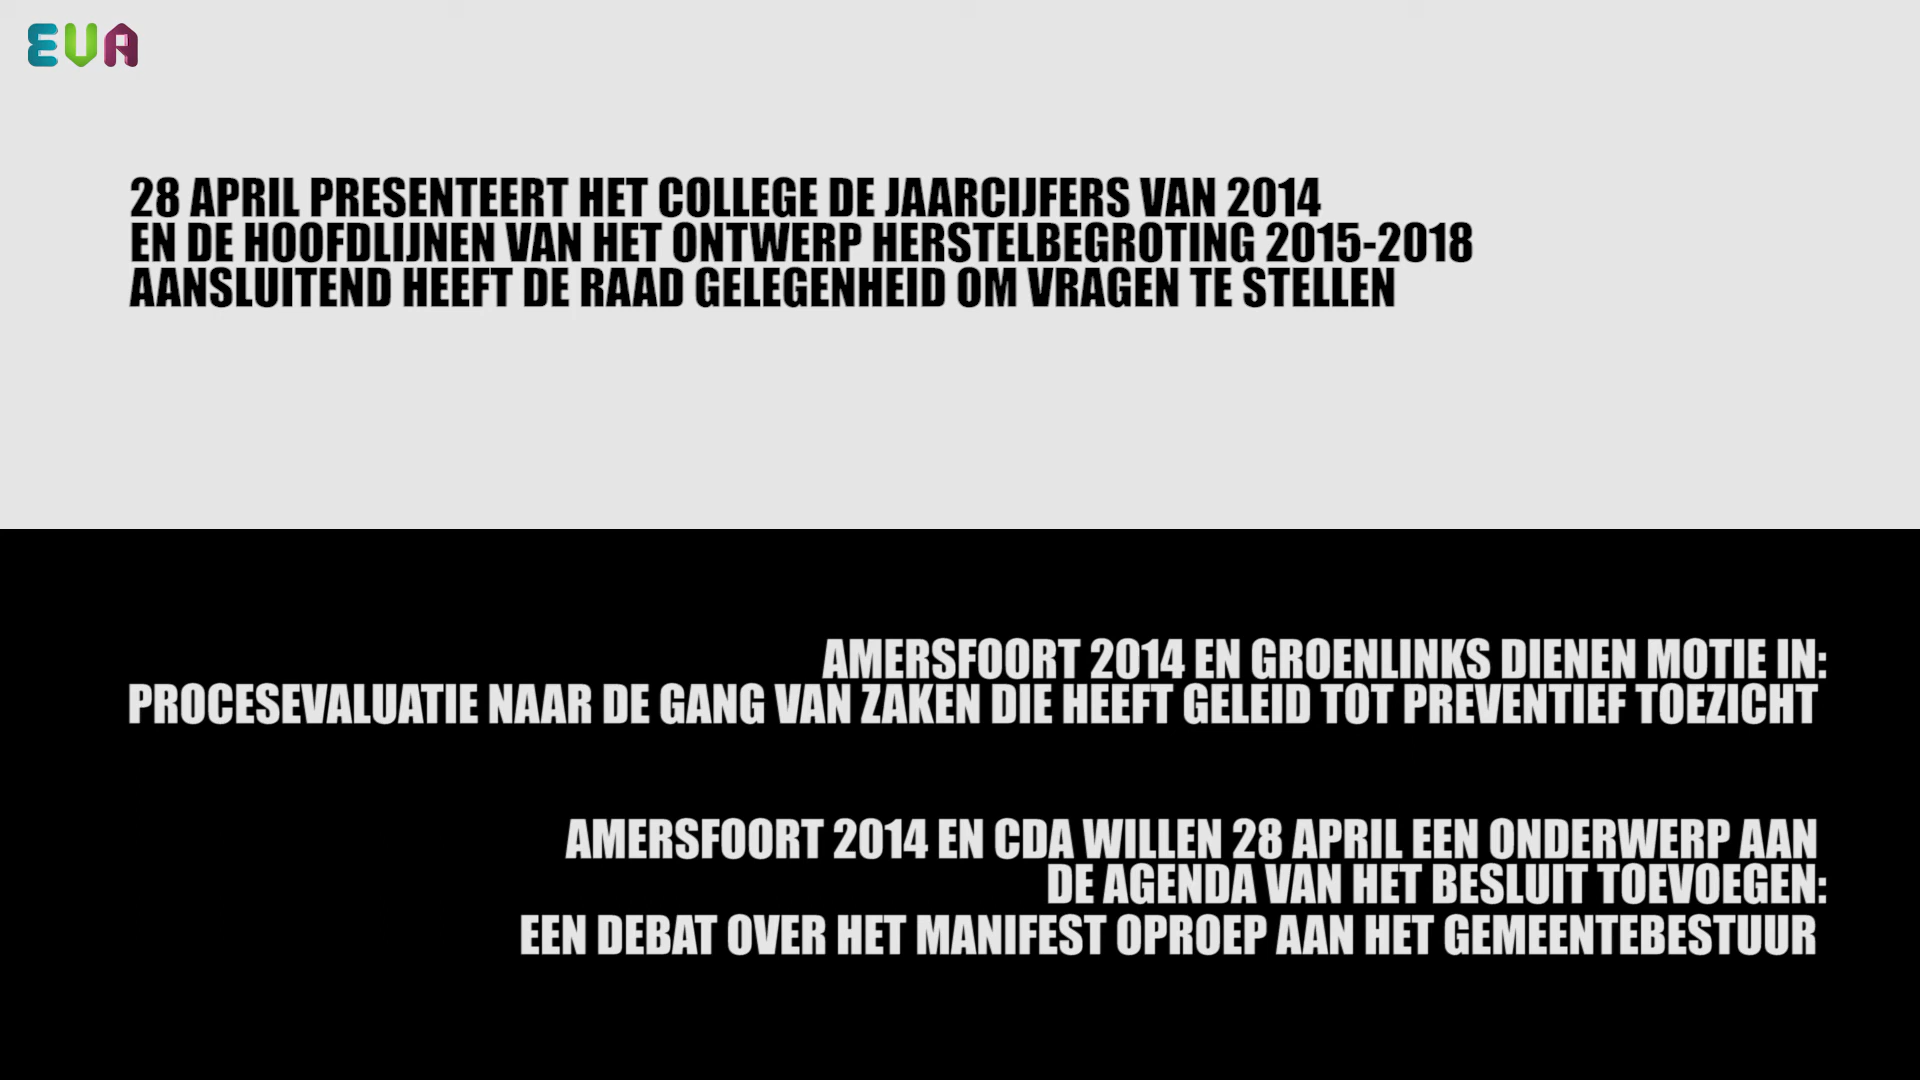 EVA
28 APRIL PRESENTEERT HET COLLEGE DE JAARCIJFERS VAN 2014
EN DE HOOFDLIJNEN VAN HET ONTWERP HERSTELBEGROTING 2015-2018
AANSLUITEND HEEFT DE RAAD GELEGENHEID OM VRAGEN TE STELLEN
AMERSFOORT 2014 EN GROENLINKS DIENEN MOTIE IN:
PROCESEVALUATIE NAAR DE GANG VAN ZAKEN DIE HEEFT GELEID TOT PREVENTIEF TOEZICHT
AMERSFOORT 2014 EN CDA WILLEN 28 APRIL EEN ONDERWERP AAN
DE AGENDA VAN HET BESLUIT TOEVOEGEN:
EEN DEBAT OVER HET MANIFEST OPROEP AAN HET GEMEENTEBESTUUR